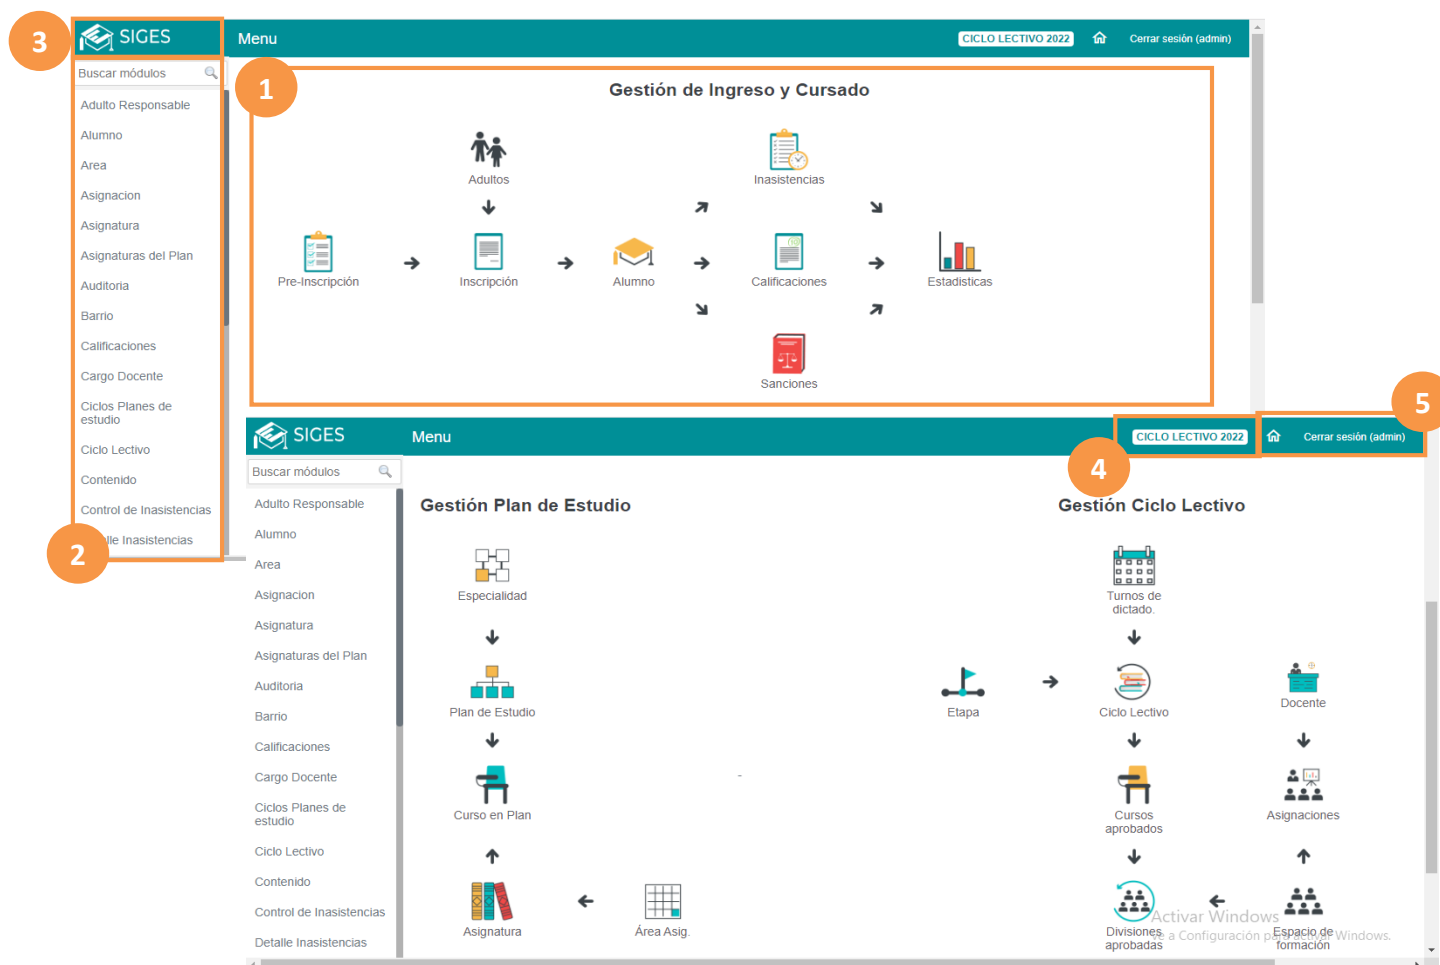 3
SIGES
Menu
CICLO LECTIVO 2022
Cerrar sesión (admin)
Buscar módulos
Adulto Responsable
Alumno
Area
Asignacion
Asignatura
Asignaturas del Plan
Auditoria
Barrio
Calificaciones
Cargo Docente
Ciclos Planes de
estudio
Ciclo Lectivo
Contenido
Control de Inasistencias
lle Inasistencias
2
1
Gestión de Ingreso y Cursado
Adultos
Inasistencias
Pre-Inscripción
Inscripción
Alumno
Calificaciones
Estadisticas
Sanciones
5
SIGES
Menu
CICLO LECTIVO 2022
Cerrar sesión (admin)
4
Buscar módulos
Adulto Responsable
Alumno
Area
Asignacion
Asignatura
Asignaturas del Plan
Auditoria
Barrio
Calificaciones
Cargo Docente
Ciclos Planes de
estudio
Ciclo Lectivo
Contenido
Control de Inasistencias
Detalle Inasistencias
Gestión Plan de Estudio
Especialidad
Plan de Estudio
Curso en Plan
Asignatura
Área Asig.
-
Gestión Ciclo Lectivo
Turnos de
dictado.
Etapa
Ciclo Lectivo
Docente
Cursos
aprobados
Asignaciones
Divisiones
aprobadas
Espacio de
formación
Activar Windows
Ve a Configuración para activar Windows.